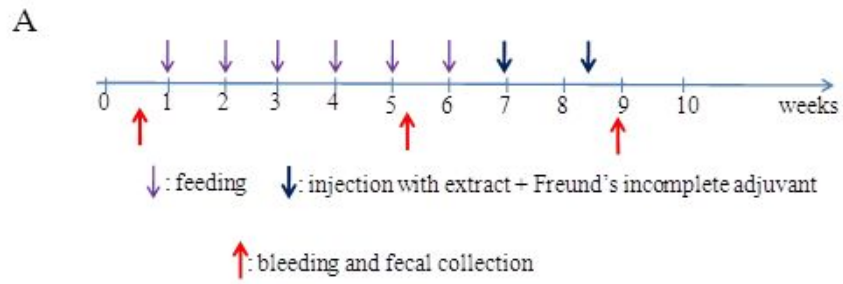 A
0 1 2 3 4 5 6 7 8 9 10 weeks
: feeding : injection with extract + Freund's incomplete adjuvant
: bleeding and fecal collection